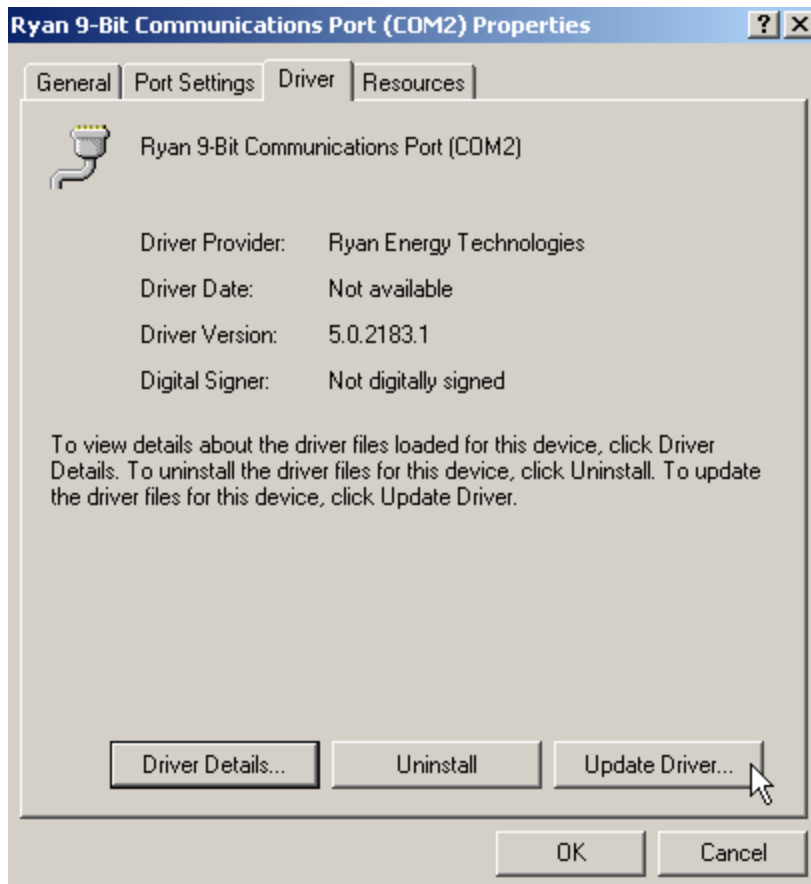 Ryan 9-Bit Communications Port (COM2) Properties
General Port Settings Driver Resources
Ryan 9-Bit Communications Port (COM2)
Driver Provider: Ryan Energy Technologies
Driver Date: Not available
Driver Version: 5.0.2183.1
Digital Signer: Not digitally signed
To view details about the driver files loaded for this device, click Driver
Details. To uninstall the driver files for this device, click Uninstall. To update
the driver files for this device, click Update Driver.
Driver Details... Uninstall Update Driver...
OK Cancel